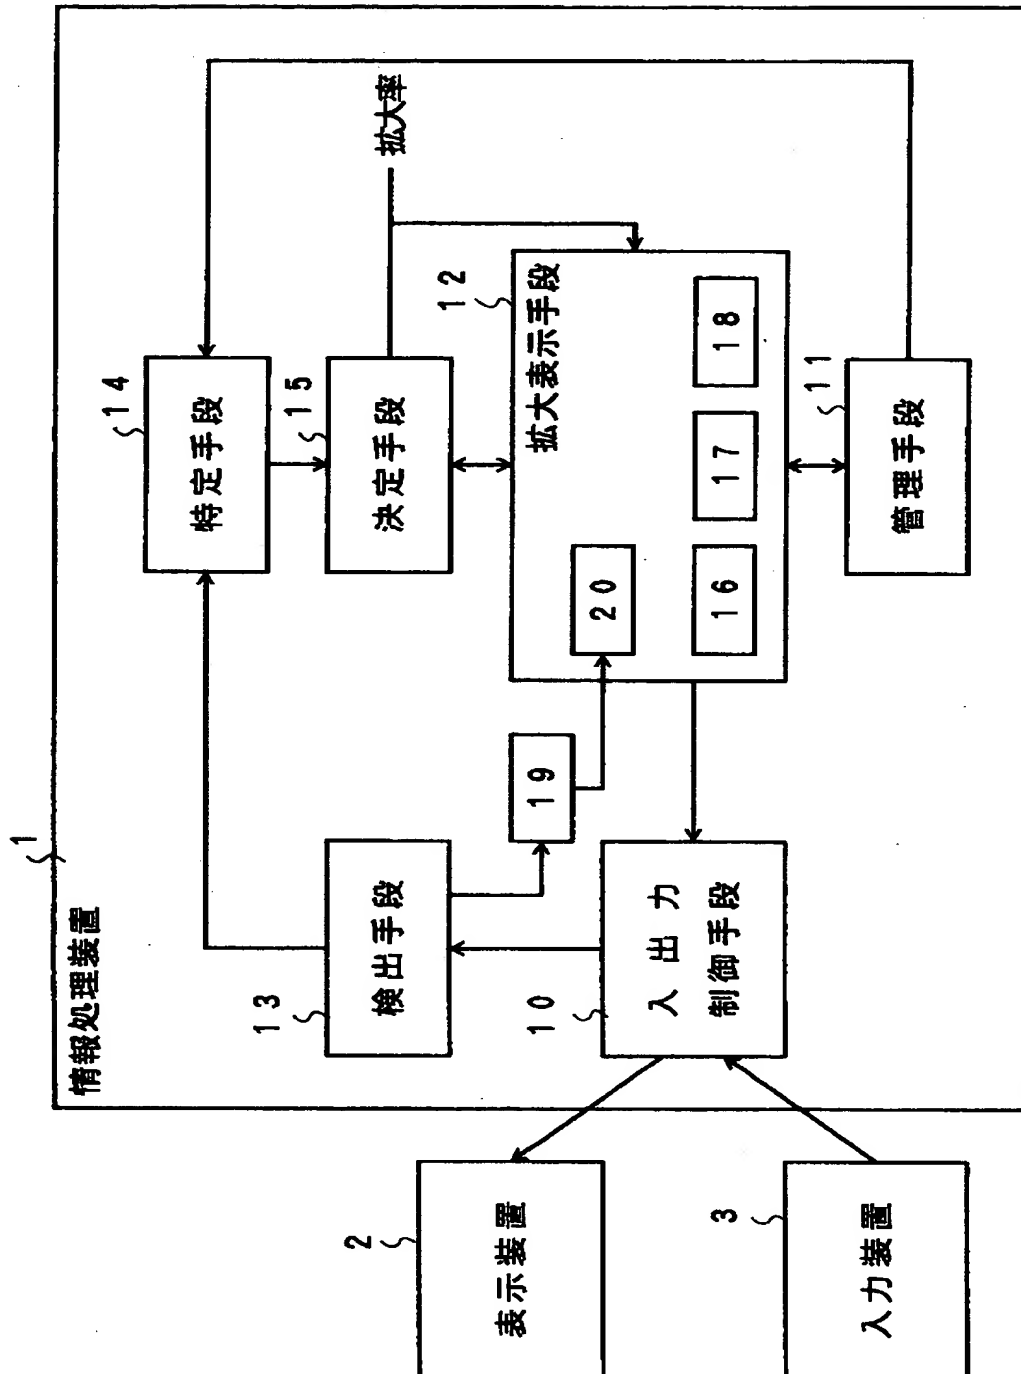 1
情報処理装置
14
特定手段
15
決定手段
拡大率
13
検出手段
19
12
拡大表示手段
20
16
17
18
10
入出力
制御手段
11
管理手段
2
表示装置
3
入力装置